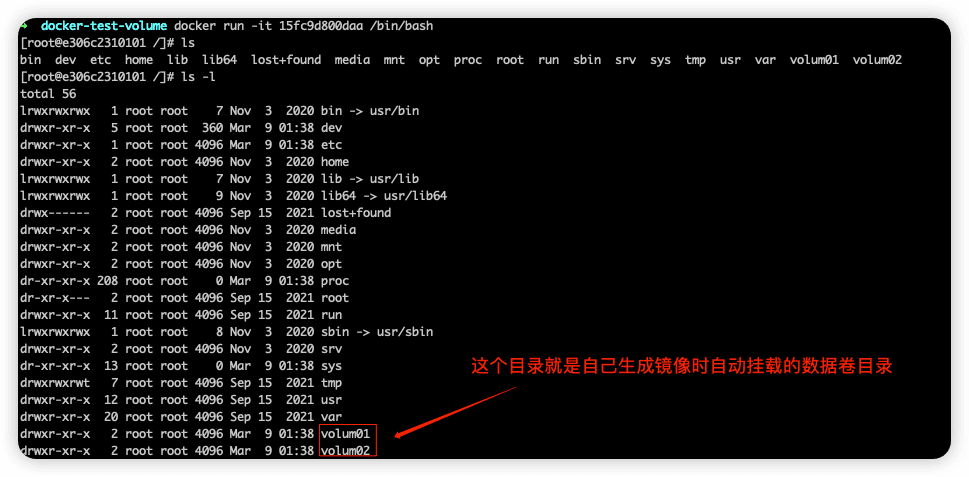 → docker-test-volume docker run -it 15fc9d800daa /bin/bash
[root@e306c2310101 /]# ls
bin dev etc home lib lib64 lost+found media mnt opt proc root run sbin srv sys tmp usr var volum01 volum02
[root@e306c2310101 /]# ls -l
total 56
lrwxrwxrwx 1 root root 7 Nov 3 2020 bin -> usr/bin
drwxr-xr-x 5 root root 360 Mar 9 01:38 dev
drwxr-xr-x 1 root root 4096 Mar 9 01:38 etc
drwxr-xr-x 2 root root 4096 Nov 3 2020 home
lrwxrwxrwx 1 root root 7 Nov 3 2020 lib -> usr/lib
lrwxrwxrwx 1 root root 9 Nov 3 2020 lib64 -> usr/lib64
drwx------ 2 root root 4096 Sep 15 2021 lost+found
drwxr-xr-x 2 root root 4096 Nov 3 2020 media
drwxr-xr-x 2 root root 4096 Nov 3 2020 mnt
drwxr-xr-x 2 root root 4096 Nov 3 2020 opt
dr-xr-xr-x 208 root root 0 Mar 9 01:38 proc
dr-xr-x--- 2 root root 4096 Sep 15 2021 root
drwxr-xr-x 11 root root 4096 Sep 15 2021 run
lrwxrwxrwx 1 root root 8 Nov 3 2020 sbin -> usr/sbin
drwxr-xr-x 2 root root 4096 Nov 3 2020 srv
dr-xr-xr-x 13 root root 0 Mar 9 01:38 sys
这个目录就是自己生成镜像时自动挂载的数据卷目录
drwxrwxrwt 7 root root 4096 Sep 15 2021 tmp
drwxr-xr-x 12 root root 4096 Sep 15 2021 usr
drwxr-xr-x 20 root root 4096 Sep 15 2021 var
drwxr-xr-x 2 root root 4096 Mar 9 01:38 volum01
drwxr-xr-x 2 root root 4096 Mar 9 01:38 volum02